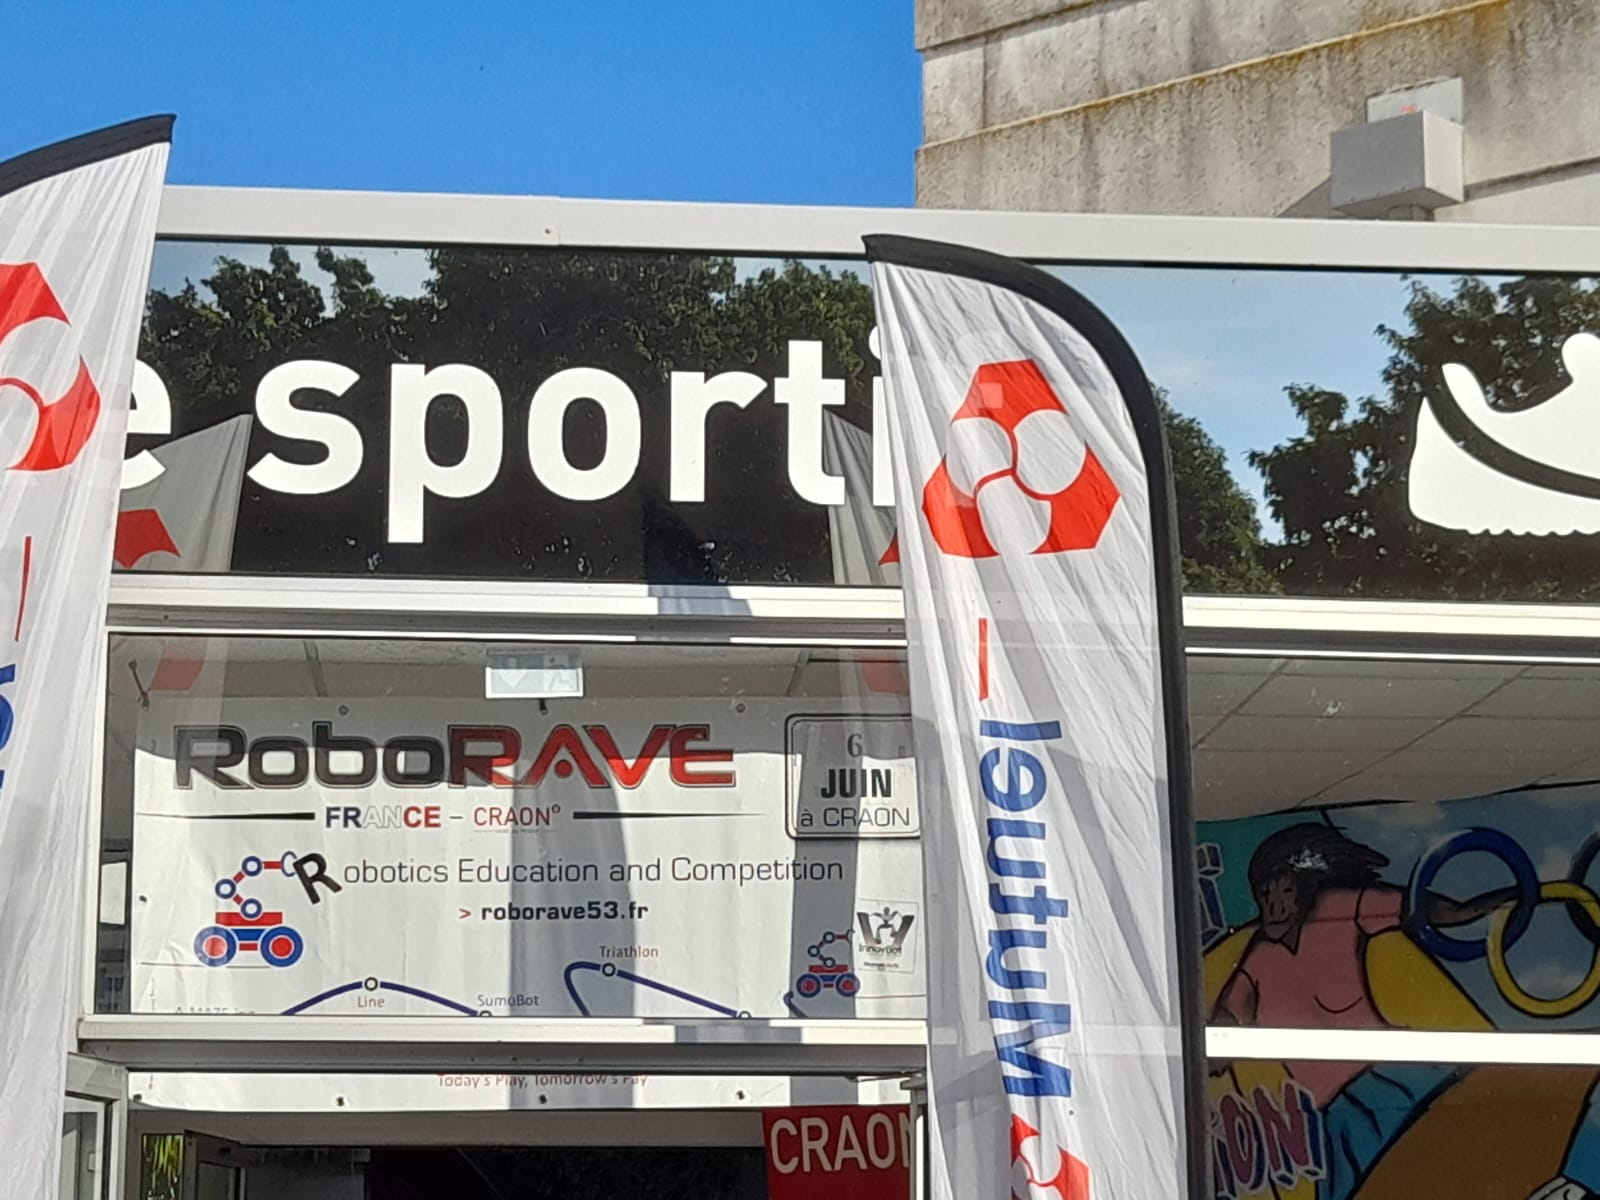 e sporti
RoboRAVE
FRANCE - CRAON
6
JUIN
à CRAON
Robotics Education and Competition
> roborave53.fr
Triathlon
Line
SumoBot
Innovbot
Today's Play, Tomorrow's Pay
CRAON
Mutuel